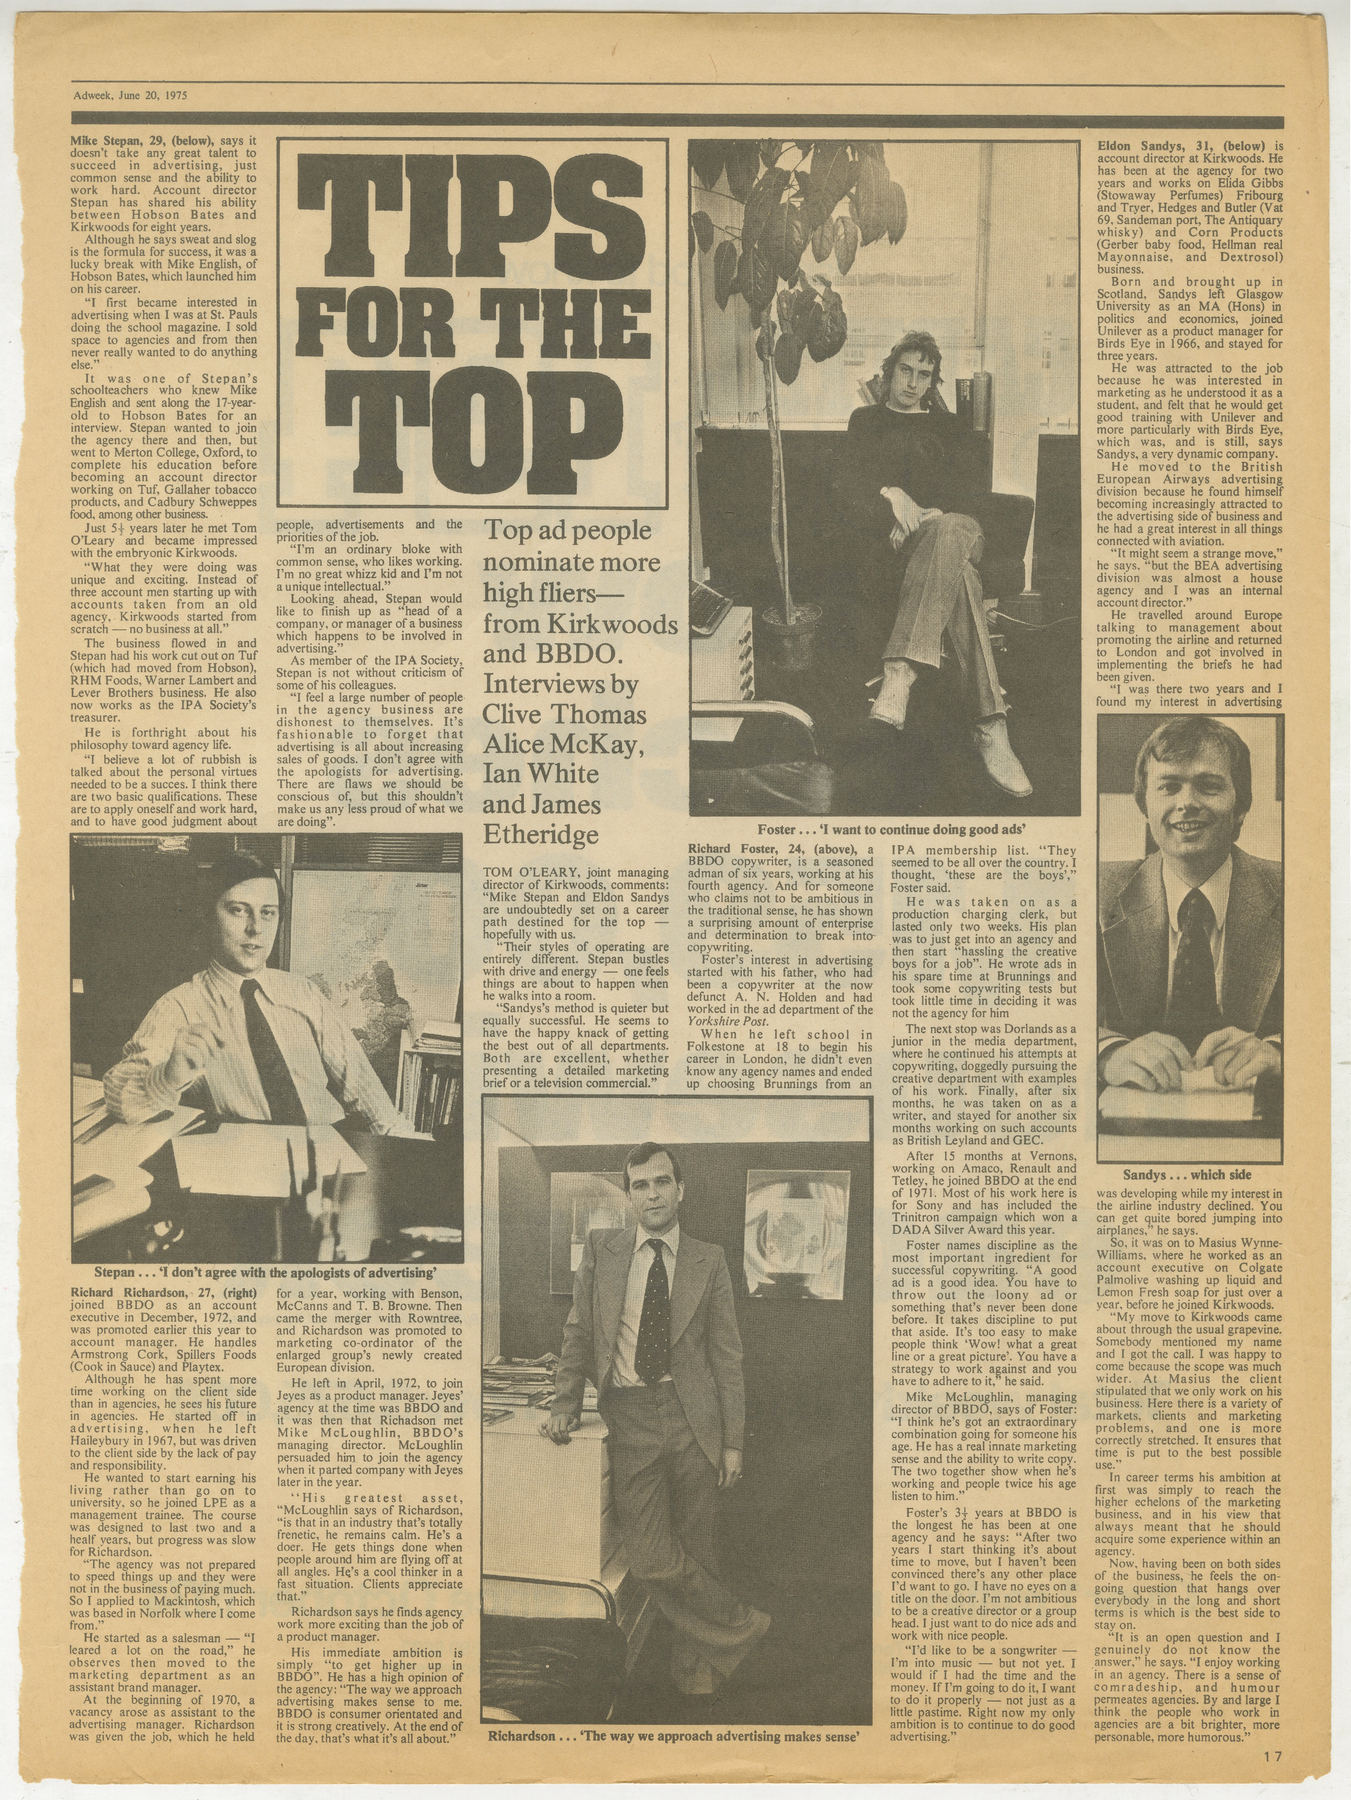 Adweek, June 20, 1975
Mike Stepan, 29, (below), says it
doesn't take any great talent to
succeed in advertising, just
common sense and the ability to
work hard. Account director
Stepan has shared his ability
between Hobson Bates and
Kirkwoods for eight years.
Although he says sweat and slog
is the formula for success, it was a
lucky break with Mike English, of
Hobson Bates, which launched him
on his career.
“I first became interested in
advertising when I was at St. Pauls
doing the school magazine. I sold
space to agencies and from then
never really wanted to do anything
else.”
It was one of Stepan's
schoolteachers who knew Mike
English and sent along the 17-year-
old to Hobson Bates for an
interview. Stepan wanted to join
the agency there and then, but
went to Merton College, Oxford, to
complete his education before
becoming an account director
working on Tuf, Gallaher tobacco
products, and Cadbury Schweppes
food, among other business.
Just 5½ years later he met Tom
O'Leary and became impressed
with the embryonic Kirkwoods.
“What they were doing was
unique and exciting. Instead of
three account men starting up with
accounts taken from an old
agency, Kirkwoods started from
scratch — no business at all.”
The business flowed in and
Stepan had his work cut out on Tuf
(which had moved from Hobson),
RHM Foods, Warner Lambert and
Lever Brothers business. He also
now works as the IPA Society's
treasurer.
He is forthright about his
philosophy toward agency life.
“I believe a lot of rubbish is
talked about the personal virtues
needed to be a succes. I think there
are two basic qualifications. These
are to apply oneself and work hard,
and to have good judgment about
TIPS
FOR THE
TOP
people, advertisements and the
priorities of the job.
“I'm an ordinary bloke with
common sense, who likes working.
I'm no great whizz kid and I'm not
a unique intellectual.”
Looking ahead, Stepan would
like to finish up as “head of a
company, or manager of a business
which happens to be involved in
advertising.”
As member of the IPA Society,
Stepan is not without criticism of
some of his colleagues.
“I feel a large number of people
in the agency business are
dishonest to themselves. It's
fashionable to forget that
advertising is all about increasing
sales of goods. I don't agree with
the apologists for advertising.
There are flaws we should be
conscious of, but this shouldn't
make us any less proud of what we
are doing”.
Stepan . . . ‘I don't agree with the apologists of advertising’
Top ad people
nominate more
high fliers—
from Kirkwoods
and BBDO.
Interviews by
Clive Thomas
Alice McKay,
Ian White
and James
Etheridge
TOM O'LEARY, joint managing
director of Kirkwoods, comments:
“Mike Stepan and Eldon Sandys
are undoubtedly set on a career
path destined for the top —
hopefully with us.
“Their styles of operating are
entirely different. Stepan bustles
with drive and energy — one feels
things are about to happen when
he walks into a room.
“Sandys's method is quieter but
equally successful. He seems to
have the happy knack of getting
the best out of all departments.
Both are excellent, whether
presenting a detailed marketing
brief or a television commercial.”
Richard Richardson, 27, (right)
joined BBDO as an account
executive in December, 1972, and
was promoted earlier this year to
account manager. He handles
Armstrong Cork, Spillers Foods
(Cook in Sauce) and Playtex.
Although he has spent more
time working on the client side
than in agencies, he sees his future
in agencies. He started off in
advertising, when he left
Haileybury in 1967, but was driven
to the client side by the lack of pay
and responsibility.
He wanted to start earning his
living rather than go on to
university, so he joined LPE as a
management trainee. The course
was designed to last two and a
healf years, but progress was slow
for Richardson.
“The agency was not prepared
to speed things up and they were
not in the business of paying much.
So I applied to Mackintosh, which
was based in Norfolk where I come
from.”
He started as a salesman — “I
leared a lot on the road,” he
observes then moved to the
marketing department as an
assistant brand manager.
At the beginning of 1970, a
vacancy arose as assistant to the
advertising manager. Richardson
was given the job, which he held
for a year, working with Benson,
McCanns and T. B. Browne. Then
came the merger with Rowntree,
and Richardson was promoted to
marketing co-ordinator of the
enlarged group's newly created
European division.
He left in April, 1972, to join
Jeyes as a product manager. Jeyes'
agency at the time was BBDO and
it was then that Richadson met
Mike McLoughlin, BBDO's
managing director. McLoughlin
persuaded him to join the agency
when it parted company with Jeyes
later in the year.
“His greatest asset,
“McLoughlin says of Richardson,
“is that in an industry that's totally
frenetic, he remains calm. He's a
doer. He gets things done when
people around him are flying off at
all angles. He's a cool thinker in a
fast situation. Clients appreciate
that.”
Richardson says he finds agency
work more exciting than the job of
a product manager.
His immediate ambition is
simply “to get higher up in
BBDO”. He has a high opinion of
the agency: “The way we approach
advertising makes sense to me.
BBDO is consumer orientated and
it is strong creatively. At the end of
the day, that's what it's all about.”
Richardson . . . ‘The way we approach advertising makes sense’
Foster . . . ‘I want to continue doing good ads’
Richard Foster, 24, (above), a
BBDO copywriter, is a seasoned
adman of six years, working at his
fourth agency. And for someone
who claims not to be ambitious in
the traditional sense, he has shown
a surprising amount of enterprise
and determination to break into
copywriting.
Foster's interest in advertising
started with his father, who had
been a copywriter at the now
defunct A. N. Holden and had
worked in the ad department of the
Yorkshire Post.
When he left school in
Folkestone at 18 to begin his
career in London, he didn't even
know any agency names and ended
up choosing Brunnings from an
IPA membership list. “They
seemed to be all over the country. I
thought, ‘these are the boys’,”
Foster said.
He was taken on as a
production charging clerk, but
lasted only two weeks. His plan
was to just get into an agency and
then start “hassling the creative
boys for a job”. He wrote ads in
his spare time at Brunnings and
took some copywriting tests but
took little time in deciding it was
not the agency for him
The next stop was Dorlands as a
junior in the media department,
where he continued his attempts at
copywriting, doggedly pursuing the
creative department with examples
of his work. Finally, after six
months, he was taken on as a
writer, and stayed for another six
months working on such accounts
as British Leyland and GEC.
After 15 months at Vernons,
working on Amaco, Renault and
Tetley, he joined BBDO at the end
of 1971. Most of his work here is
for Sony and has included the
Trinitron campaign which won a
DADA Silver Award this year.
Foster names discipline as the
most important ingredient for
successful copywriting. “A good
ad is a good idea. You have to
throw out the loony ad or
something that's never been done
before. It takes discipline to put
that aside. It's too easy to make
people think ‘Wow! what a great
line or a great picture’. You have a
strategy to work against and you
have to adhere to it,” he said.
Mike McLoughlin, managing
director of BBDO, says of Foster:
“I think he's got an extraordinary
combination going for someone his
age. He has a real innate marketing
sense and the ability to write copy.
The two together show when he's
working and people twice his age
listen to him.”
Foster's 3½ years at BBDO is
the longest he has been at one
agency and he says: “After two
years I start thinking it's about
time to move, but I haven't been
convinced there's any other place
I'd want to go. I have no eyes on a
title on the door. I'm not ambitious
to be a creative director or a group
head. I just want to do nice ads and
work with nice people.
“I'd like to be a songwriter —
I'm into music — but not yet. I
would if I had the time and the
money. If I'm going to do it, I want
to do it properly — not just as a
little pastime. Right now my only
ambition is to continue to do good
advertising.”
Eldon Sandys, 31, (below) is
account director at Kirkwoods. He
has been at the agency for two
years and works on Elida Gibbs
(Stowaway Perfumes) Fribourg
and Tryer, Hedges and Butler (Vat
69, Sandeman port, The Antiquary
whisky) and Corn Products
(Gerber baby food, Hellman real
Mayonnaise, and Dextrosol)
business.
Born and brought up in
Scotland, Sandys left Glasgow
University as an MA (Hons) in
politics and economics, joined
Unilever as a product manager for
Birds Eye in 1966, and stayed for
three years.
He was attracted to the job
because he was interested in
marketing as he understood it as a
student, and felt that he would get
good training with Unilever and
more particularly with Birds Eye,
which was, and is still, says
Sandys, a very dynamic company.
He moved to the British
European Airways advertising
division because he found himself
becoming increasingly attracted to
the advertising side of business and
he had a great interest in all things
connected with aviation.
“It might seem a strange move,”
he says. “but the BEA advertising
division was almost a house
agency and I was an internal
account director.”
He travelled around Europe
talking to management about
promoting the airline and returned
to London and got involved in
implementing the briefs he had
been given.
“I was there two years and I
found my interest in advertising
Sandys . . . which side
was developing while my interest in
the airline industry declined. You
can get quite bored jumping into
airplanes,” he says.
So, it was on to Masius Wynne-
Williams, where he worked as an
account executive on Colgate
Palmolive washing up liquid and
Lemon Fresh soap for just over a
year, before he joined Kirkwoods.
“My move to Kirkwoods came
about through the usual grapevine.
Somebody mentioned my name
and I got the call. I was happy to
come because the scope was much
wider. At Masius the client
stipulated that we only work on his
business. Here there is a variety of
markets, clients and marketing
problems, and one is more
correctly stretched. It ensures that
time is put to the best possible
use.”
In career terms his ambition at
first was simply to reach the
higher echelons of the marketing
business, and in his view that
always meant that he should
acquire some experience within an
agency.
Now, having been on both sides
of the business, he feels the on-
going question that hangs over
everybody in the long and short
terms is which is the best side to
stay on.
“It is an open question and I
genuinely do not know the
answer,” he says. “I enjoy working
in an agency. There is a sense of
comradeship, and humour
permeates agencies. By and large I
think the people who work in
agencies are a bit brighter, more
personable, more humorous.”
17